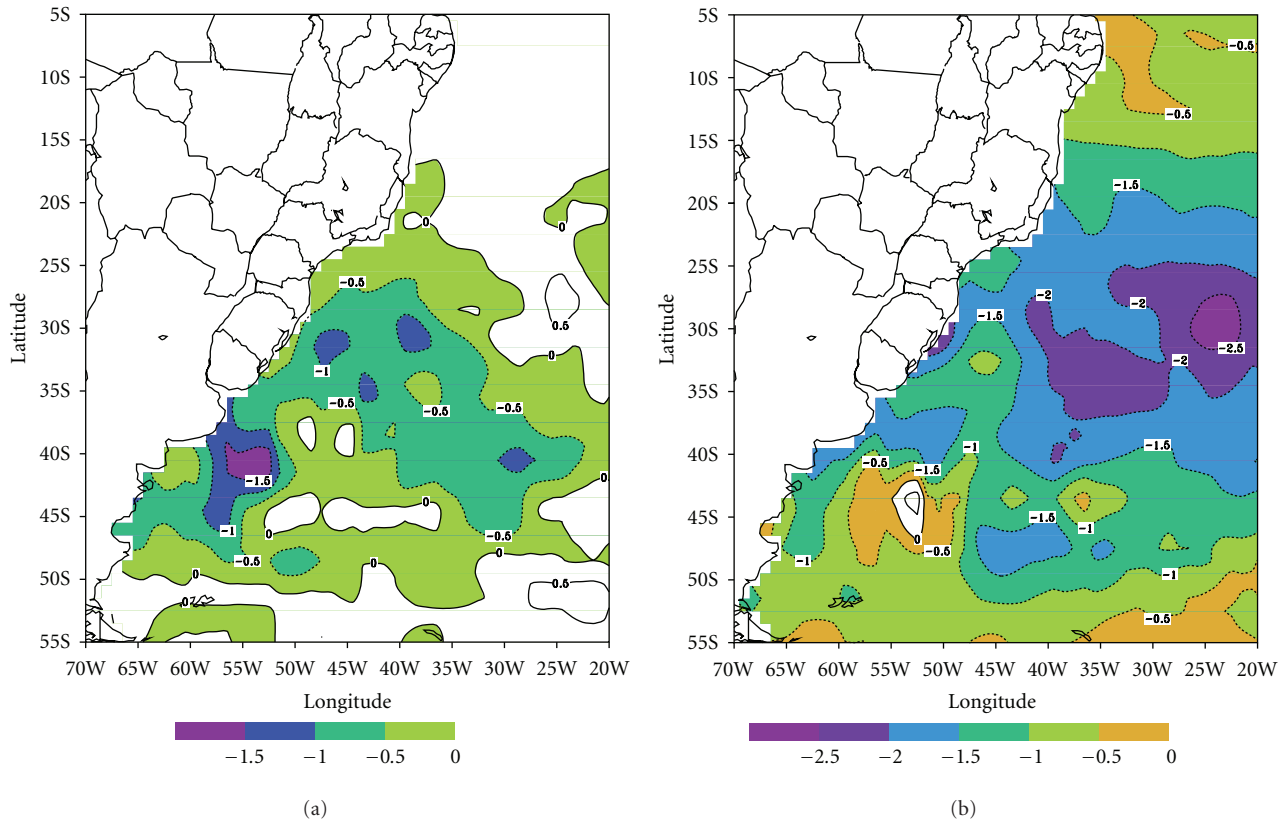 5S
10S
15S
20S
25S
30S
35S
40S
45S
50S
55S
Latitude
70W 65W 60W 55W 50W 45W 40W 35W 30W 25W 20W
Longitude
0
0
−0.5
0.5
0
−1
−0.5
−0.5
−0.5
−1.5
0
0
−1
0
−0.5
−0.5
0
0
0
0.5
0
−1.5 −1 −0.5 0
(a)
5S
10S
15S
20S
25S
30S
35S
40S
45S
50S
55S
Latitude
70W 65W 60W 55W 50W 45W 40W 35W 30W 25W 20W
Longitude
−0.5
−0.5
−1.5
−2
−2
−1.5
−2.5
−2
−1
−1.5
−0.5
−1.5
−1.5
−1
0
−0.5
−1
−1
−0.5
−2.5 −2 −1.5 −1 −0.5 0
(b)